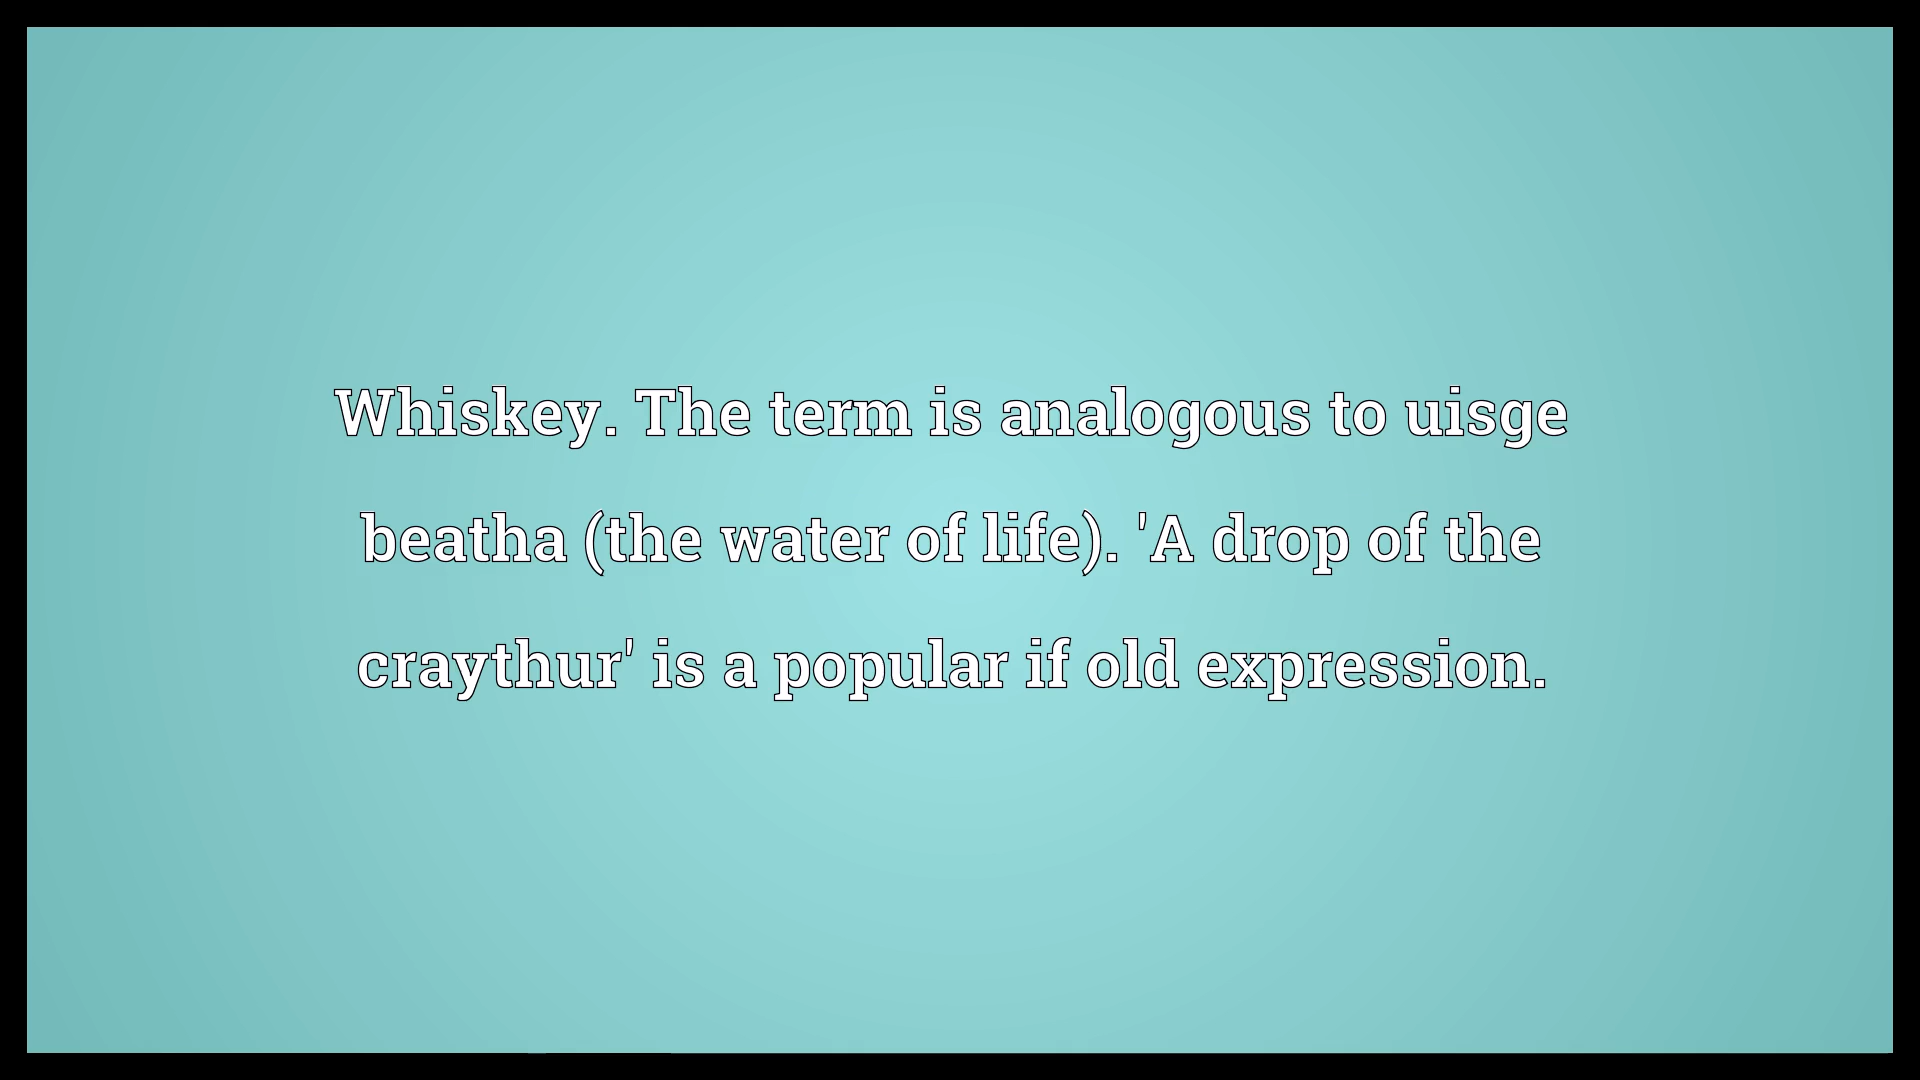 Whiskey. The term is analogous to uisge
beatha (the water of life). 'A drop of the
craythur' is a popular if old expression.